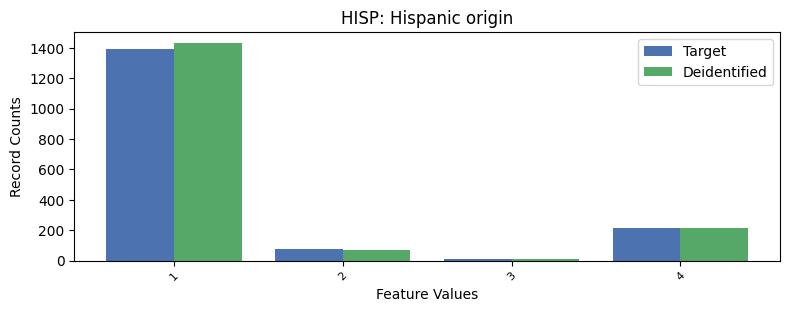 HISP: Hispanic origin
Target
Deidentified
Record Counts
1400
1200
1000
800
600
400
200
0
1 2 3 4
Feature Values